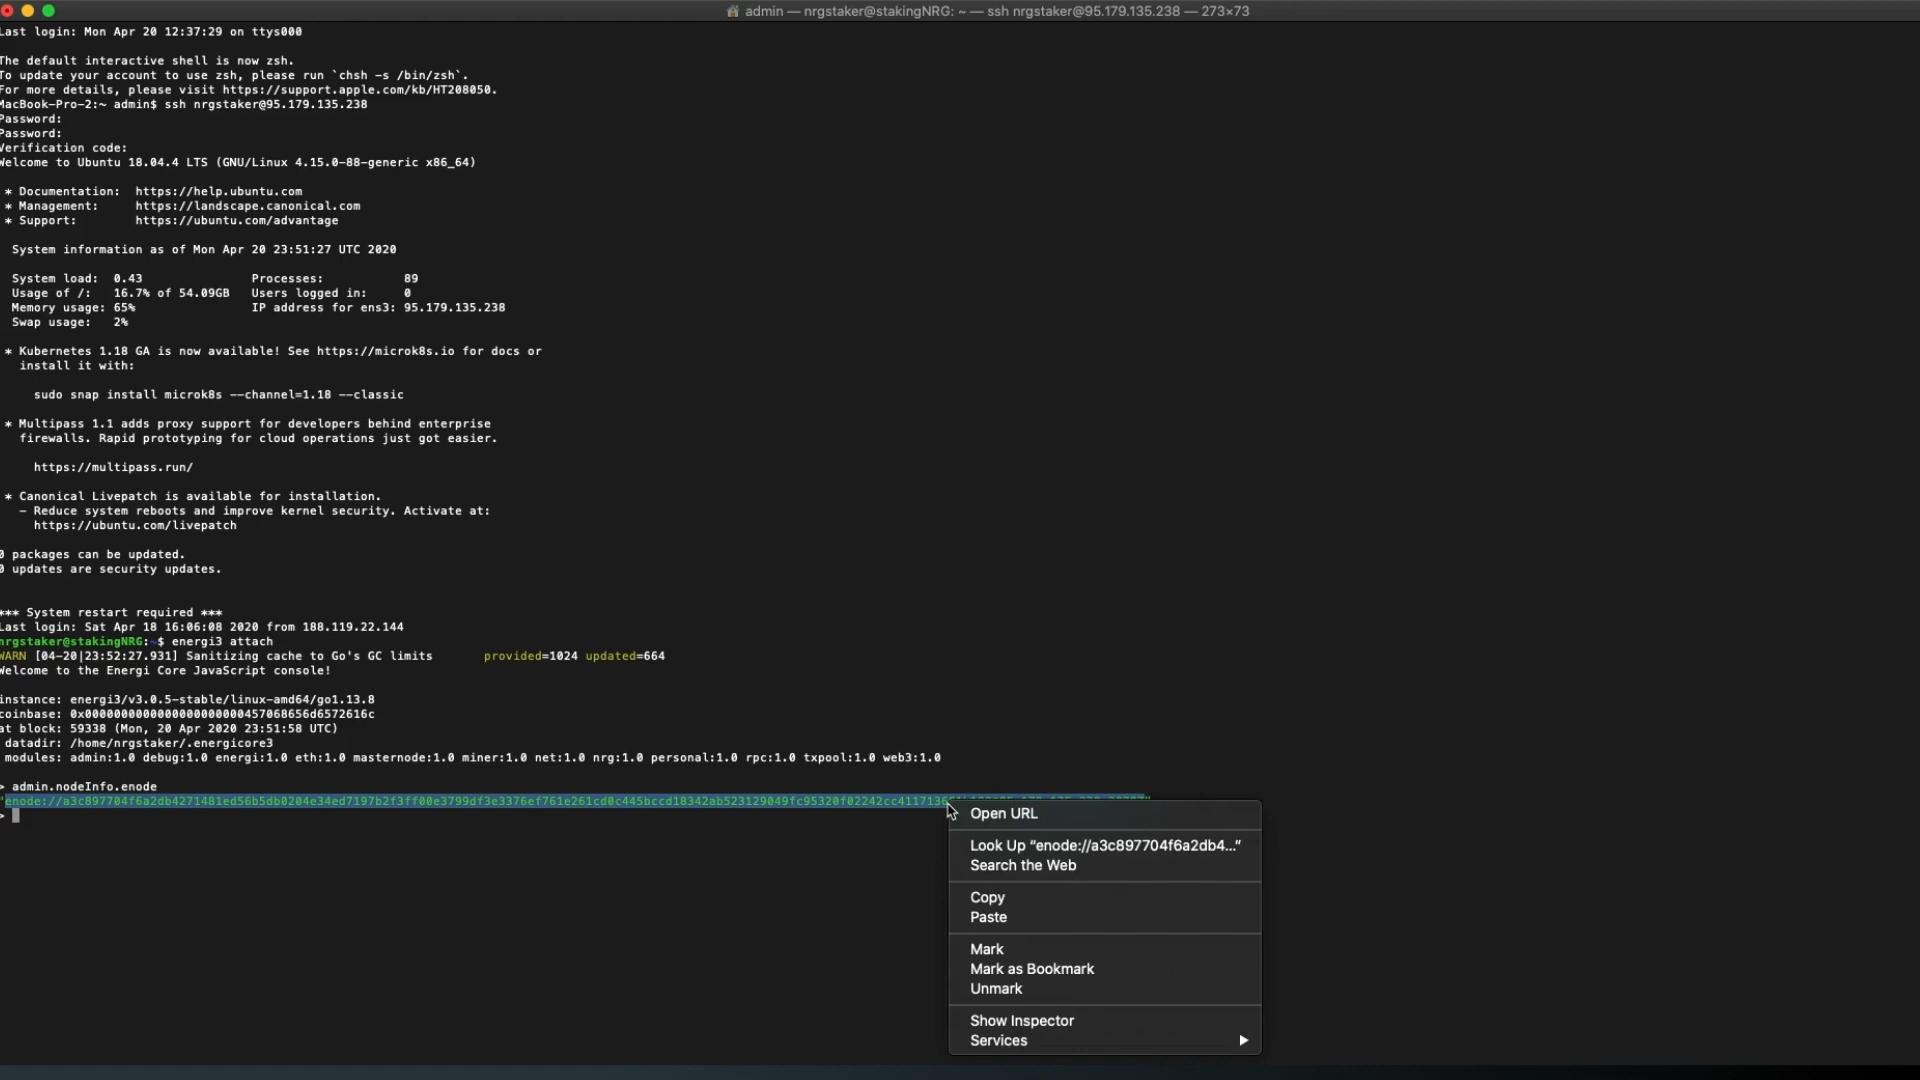 admin — nrgstaker@stakingNRG: ~ — ssh nrgstaker@95.179.135.238 — 273×73
Last login: Mon Apr 20 12:37:29 on ttys000
The default interactive shell is now zsh.
To update your account to use zsh, please run `chsh -s /bin/zsh`.
For more details, please visit https://support.apple.com/kb/HT208050.
MacBook-Pro-2:~ admin$ ssh nrgstaker@95.179.135.238
Password:
Password:
Verification code:
Welcome to Ubuntu 18.04.4 LTS (GNU/Linux 4.15.0-88-generic x86_64)
* Documentation:  https://help.ubuntu.com
* Management:     https://landscape.canonical.com
* Support:        https://ubuntu.com/advantage
System information as of Mon Apr 20 23:51:27 UTC 2020
System load:  0.43               Processes:           89
Usage of /:   16.7% of 54.09GB   Users logged in:     0
Memory usage: 65%                IP address for ens3: 95.179.135.238
Swap usage:   2%
* Kubernetes 1.18 GA is now available! See https://microk8s.io for docs or
install it with:
sudo snap install microk8s --channel=1.18 --classic
* Multipass 1.1 adds proxy support for developers behind enterprise
firewalls. Rapid prototyping for cloud operations just got easier.
https://multipass.run/
* Canonical Livepatch is available for installation.
- Reduce system reboots and improve kernel security. Activate at:
https://ubuntu.com/livepatch
0 packages can be updated.
0 updates are security updates.
*** System restart required ***
Last login: Sat Apr 18 16:06:08 2020 from 188.119.22.144
nrgstaker@stakingNRG:~$ energi3 attach
WARN [04-20|23:52:27.931] Sanitizing cache to Go's GC limits       provided=1024 updated=664
Welcome to the Energi Core JavaScript console!
instance: energi3/v3.0.5-stable/linux-amd64/go1.13.8
coinbase: 0x0000000000000000000000457068656d6572616c
at block: 59338 (Mon, 20 Apr 2020 23:51:58 UTC)
datadir: /home/nrgstaker/.energicore3
modules: admin:1.0 debug:1.0 energi:1.0 eth:1.0 masternode:1.0 miner:1.0 net:1.0 nrg:1.0 personal:1.0 rpc:1.0 txpool:1.0 web3:1.0
> admin.nodeInfo.enode
>
Open URL
Look Up “enode://a3c897704f6a2db4...”
Search the Web
Copy
Paste
Mark
Mark as Bookmark
Unmark
Show Inspector
Services